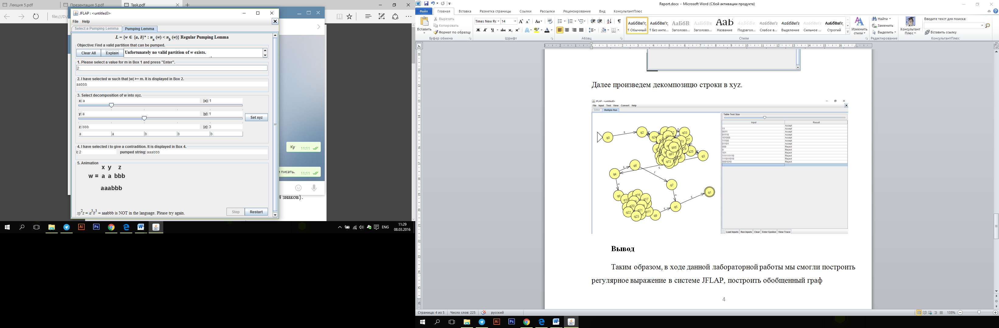 Лекция 5.pdf
Презентация 5.pdf
Task.pdf
file:///D:/
JFLAP : <untitled3>
File Help
Select a Pumping Lemma
Pumping Lemma
L = {w ∈ {a, b}* : nₐ (w) < n_b (w)} Regular Pumping Lemma
Objective: Find a valid partition that can be pumped.
Clear All
Explain
Unfortunately no valid partition of w exists.
1. Please select a value for m in Box 1 and press "Enter".
2
2. I have selected w such that |w| >= m. It is displayed in Box 2.
aabbb
3. Select decomposition of w into xyz.
x: a |x|: 1
y: a |y|: 1
Set xyz
z: bbb |z|: 3
a a b b b
4. I have selected i to give a contradition. It is displayed in Box 4.
i: 2 pumped string: aaabbb
5. Animation
x y z
w = a a bbb
aaabbb
xy²z = a³b³ = aaabbb is NOT in the language. Please try again.
Step
Restart
Ку 11:11
писать. 11:11
4 знаков}.
ENG
11:29
08.03.2016
Report.docx - Microsoft Word (Сбой активации продукта)
Файл Главная Вставка Разметка страницы Ссылки Рассылки Рецензирование Вид КонсультантПлюс
Вставить
Вырезать
Копировать
Формат по образцу
Буфер обмена
Times New Rc 14
Ж К Ч abc x₂ x²
Шрифт
Абзац
АаБбВвГг, АаБбВвГг, АаБбВ АаБбВв АаБ АаБбВв АаБбВвГг АаБбВвГг АаБбВвГг АаБбВвГг,
¶ Обычный ¶ Без инте... Заголово... Заголово... Название Подзагол... Слабое в... Выделение Сильное ... Строгий
Стили
Изменить стили
Найти
Заменить
Выделить
Редактирование
Консультант Плюс
Введите текст для поиска:
Вставить ссылку
КонсультантПлюс
Далее произведем декомпозицю строки в xyz.
JFLAP : <untitled6>
File Input Test View Convert Help
Editor Multiple Run
Table Text Size
Input Result
Accept
11 Accept
0011 Accept
01110 Accept
101000 Accept
11100 Accept
01101 Accept
000 Reject
0 Reject
101 Reject
111111110 Reject
111011010 Reject
0001010 Reject
q0 q2 q24 q33 q85 q81 q73 q25 q3
q6 q4 q7 q1
q8 q10 q16 q17 q20 q21 q22 q11 q23 q9 q5
Load Inputs Run Inputs Clear Enter Epsilon View Trace
Вывод
Таким образом, в ходе данной лабораторной работы мы смогли построить
регулярное выражение в системе JFLAP, построить обобщенный граф
4
Страница: 4 из 5 Число слов: 225 русский
135%